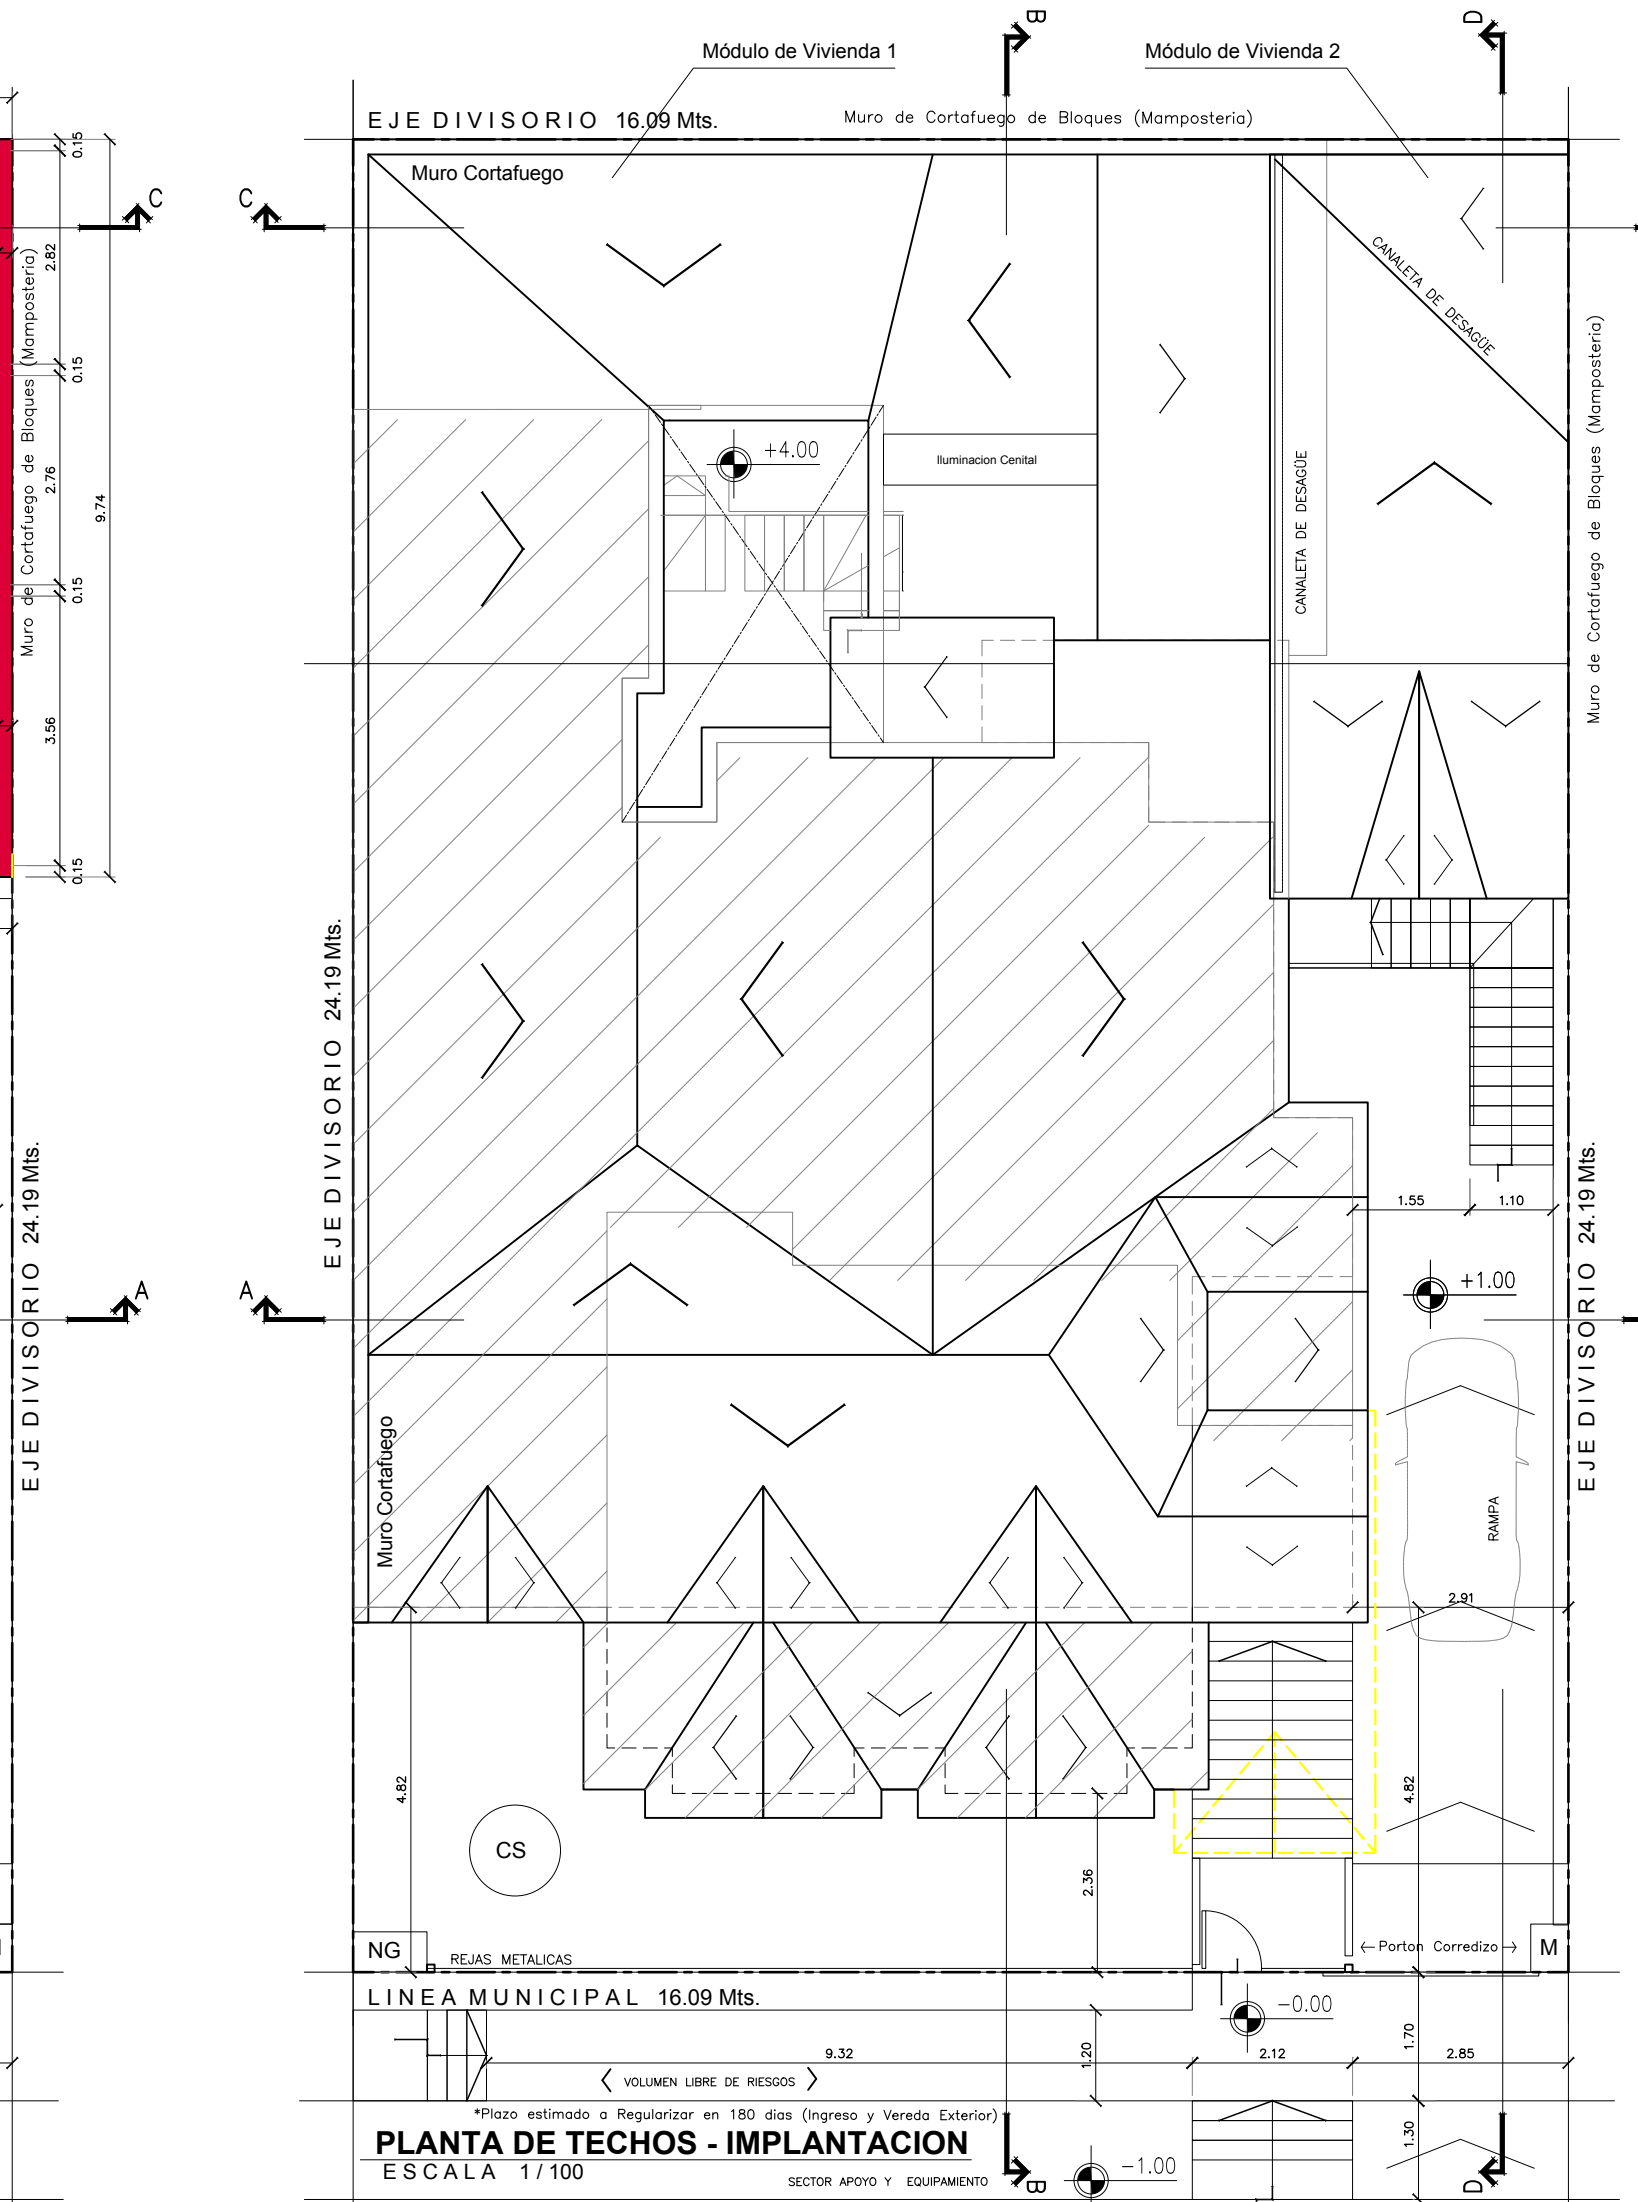 Módulo de Vivienda 1
Módulo de Vivienda 2
B
D
EJE DIVISORIO 16.09 Mts.
Muro de Cortafuego de Bloques (Mamposteria)
Muro Cortafuego
C
C
0.15
2.82
0.15
2.76
0.15
3.56
0.15
9.74
Muro de Cortafuego de Bloques (Mamposteria)
CANALETA DE DESAGÜE
CANALETA DE DESAGÜE
Muro de Cortafuego de Bloques (Mamposteria)
+4.00
Iluminacion Cenital
EJE DIVISORIO 24.19 Mts.
EJE DIVISORIO 24.19 Mts.
EJE DIVISORIO 24.19 Mts.
1.55
1.10
+1.00
A
A
Muro Cortafuego
RAMPA
2.91
4.82
4.82
2.36
CS
NG
REJAS METALICAS
Porton Corredizo
M
LINEA MUNICIPAL 16.09 Mts.
-0.00
1.20
1.70
9.32
2.12
2.85
VOLUMEN LIBRE DE RIESGOS
*Plazo estimado a Regularizar en 180 dias (Ingreso y Vereda Exterior)
PLANTA DE TECHOS - IMPLANTACION
ESCALA 1/100
SECTOR APOYO Y EQUIPAMIENTO
-1.00
1.30
B
D